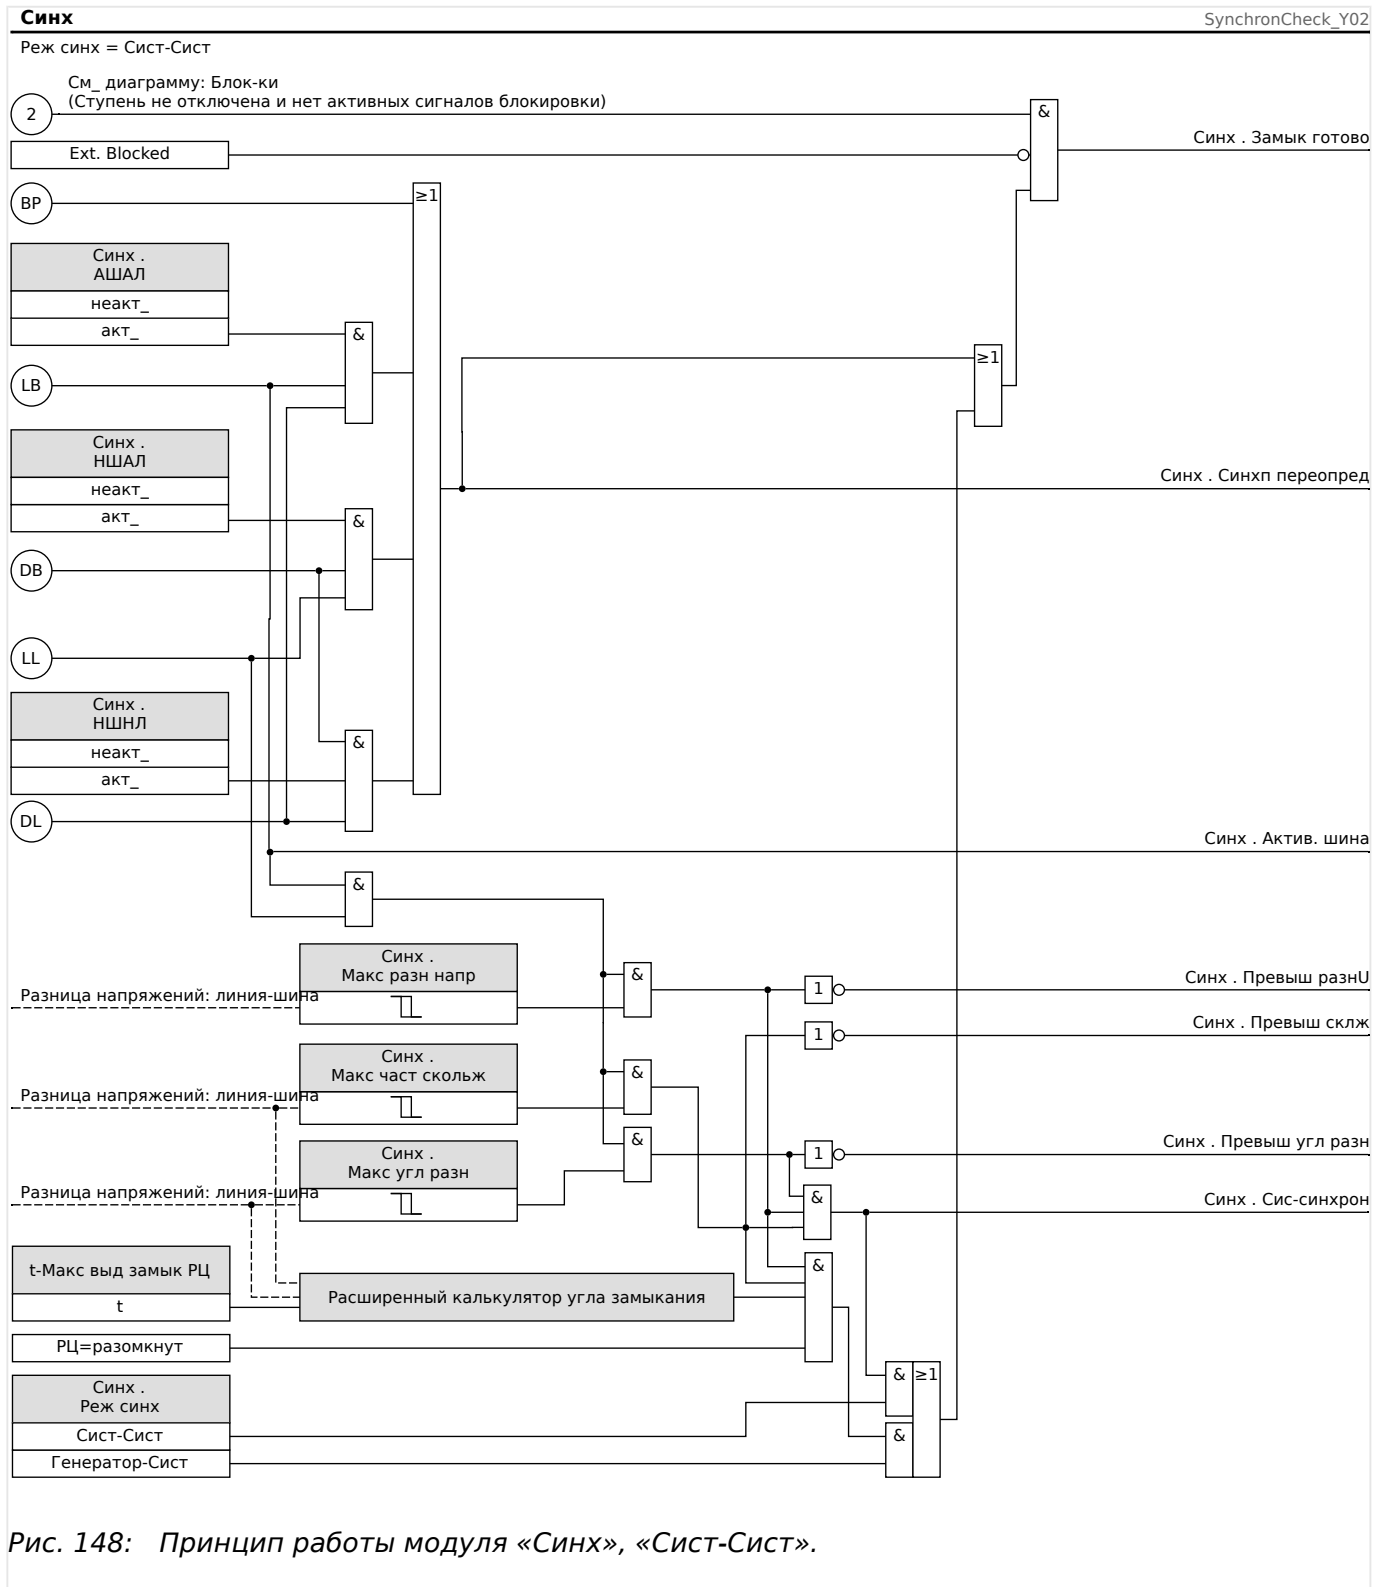 Синх
SynchronCheck_Y02
Реж синх = Сист-Сист
См_ диаграмму: Блок-ки
(Ступень не отключена и нет активных сигналов блокировки)
2
&
Синх . Замык готово
Ext. Blocked
BP
≥1
Синх .
АШАЛ
неакт_
акт_
&
≥1
LB
Синх .
НШАЛ
неакт_
акт_
&
Синх . Синхп переопред
DB
LL
Синх .
НШНЛ
неакт_
акт_
&
DL
Синх . Актив. шина
&
Синх .
Макс разн напр
Разница напряжений: линия-шина
&
1
Синх . Превыш разнU
1
Синх . Превыш склж
Синх .
Макс част скольж
Разница напряжений: линия-шина
&
&
1
Синх . Превыш угл разн
Синх .
Макс угл разн
Разница напряжений: линия-шина
&
Синх . Сис-синхрон
t-Макс выд замык РЦ
t
Расширенный калькулятор угла замыкания
&
РЦ=разомкнут
Синх .
Реж синх
Сист-Сист
Генератор-Сист
&
≥1
&
Рис. 148: Принцип работы модуля «Синх», «Сист-Сист».